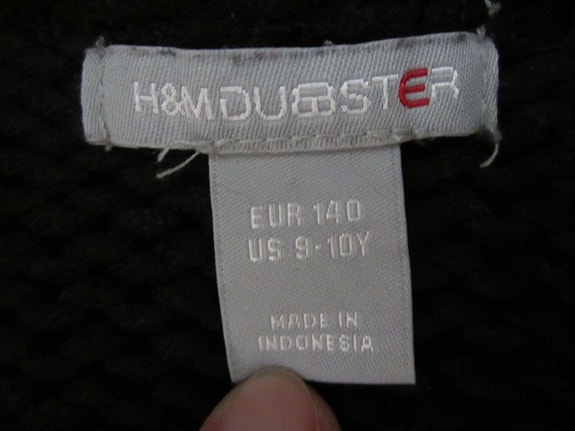 H&M DUBBSTER
EUR 140
US 9-10Y
MADE IN
INDONESIA